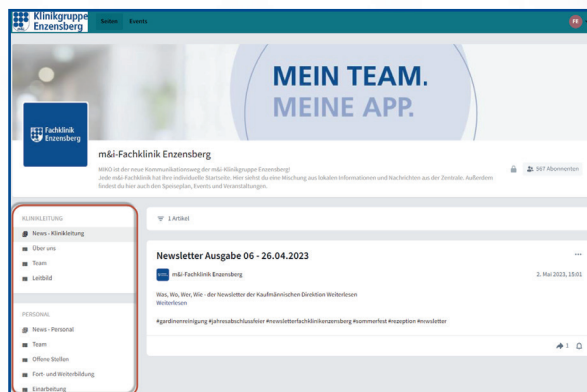 Klinikgruppe
Enzensberg
Seiten Events
FE
MEIN TEAM.
MEINE APP.
Fachklinik
Enzensberg
m&i-Fachklinik Enzensberg
MIKO ist der neue Kommunikationsweg der m&i-Klinikgruppe Enzensberg!
Jede m&i-Fachklinik hat ihre individuelle Startseite. Hier siehst du eine Mischung aus lokalen Informationen und Nachrichten aus der Zentrale. Außerdem
findest du hier auch den Speiseplan, Events und Veranstaltungen.
567 Abonnenten
KLINIKLEITUNG
News - Klinikleitung
Über uns
Team
Leitbild
PERSONAL
News - Personal
Team
Offene Stellen
Fort- und Weiterbildung
Einarbeitung
1 Artikel
Newsletter Ausgabe 06 - 26.04.2023
m&i-Fachklinik Enzensberg
2. Mai 2023, 15:01
Was, Wo, Wer, Wie - der Newsletter der Kaufmännischen Direktion Weiterlesen
Weiterlesen
#gardinenreinigung #jahresabschlussfeier #newsletterfachklinikenzensberg #sommerfest #rezeption #newsletter
1